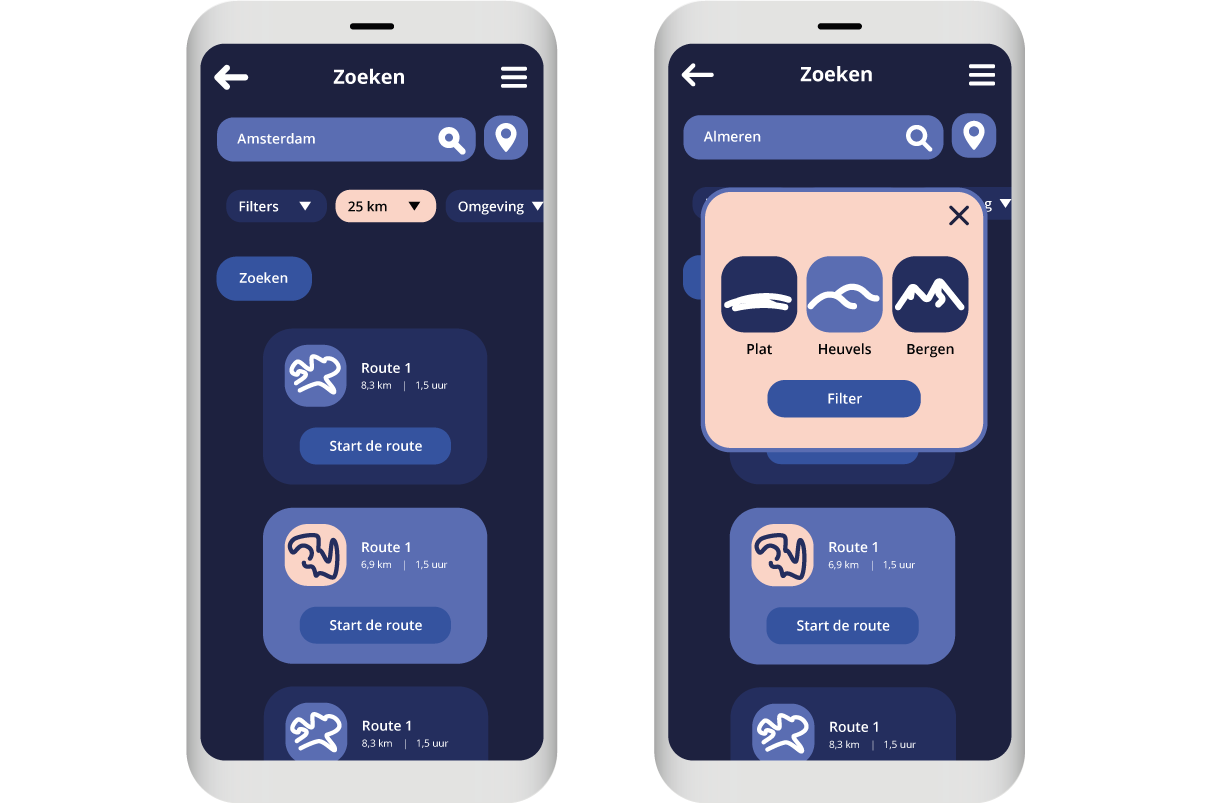 Zoeken
Amsterdam
Filters 25 km Omgeving
Zoeken
Route 1
8,3 km | 1,5 uur
Start de route
Route 1
6,9 km | 1,5 uur
Start de route
Route 1
8,3 km | 1,5 uur
Zoeken
Almeren
g
Plat Heuvels Bergen
Filter
Route 1
6,9 km | 1,5 uur
Start de route
Route 1
8,3 km | 1,5 uur